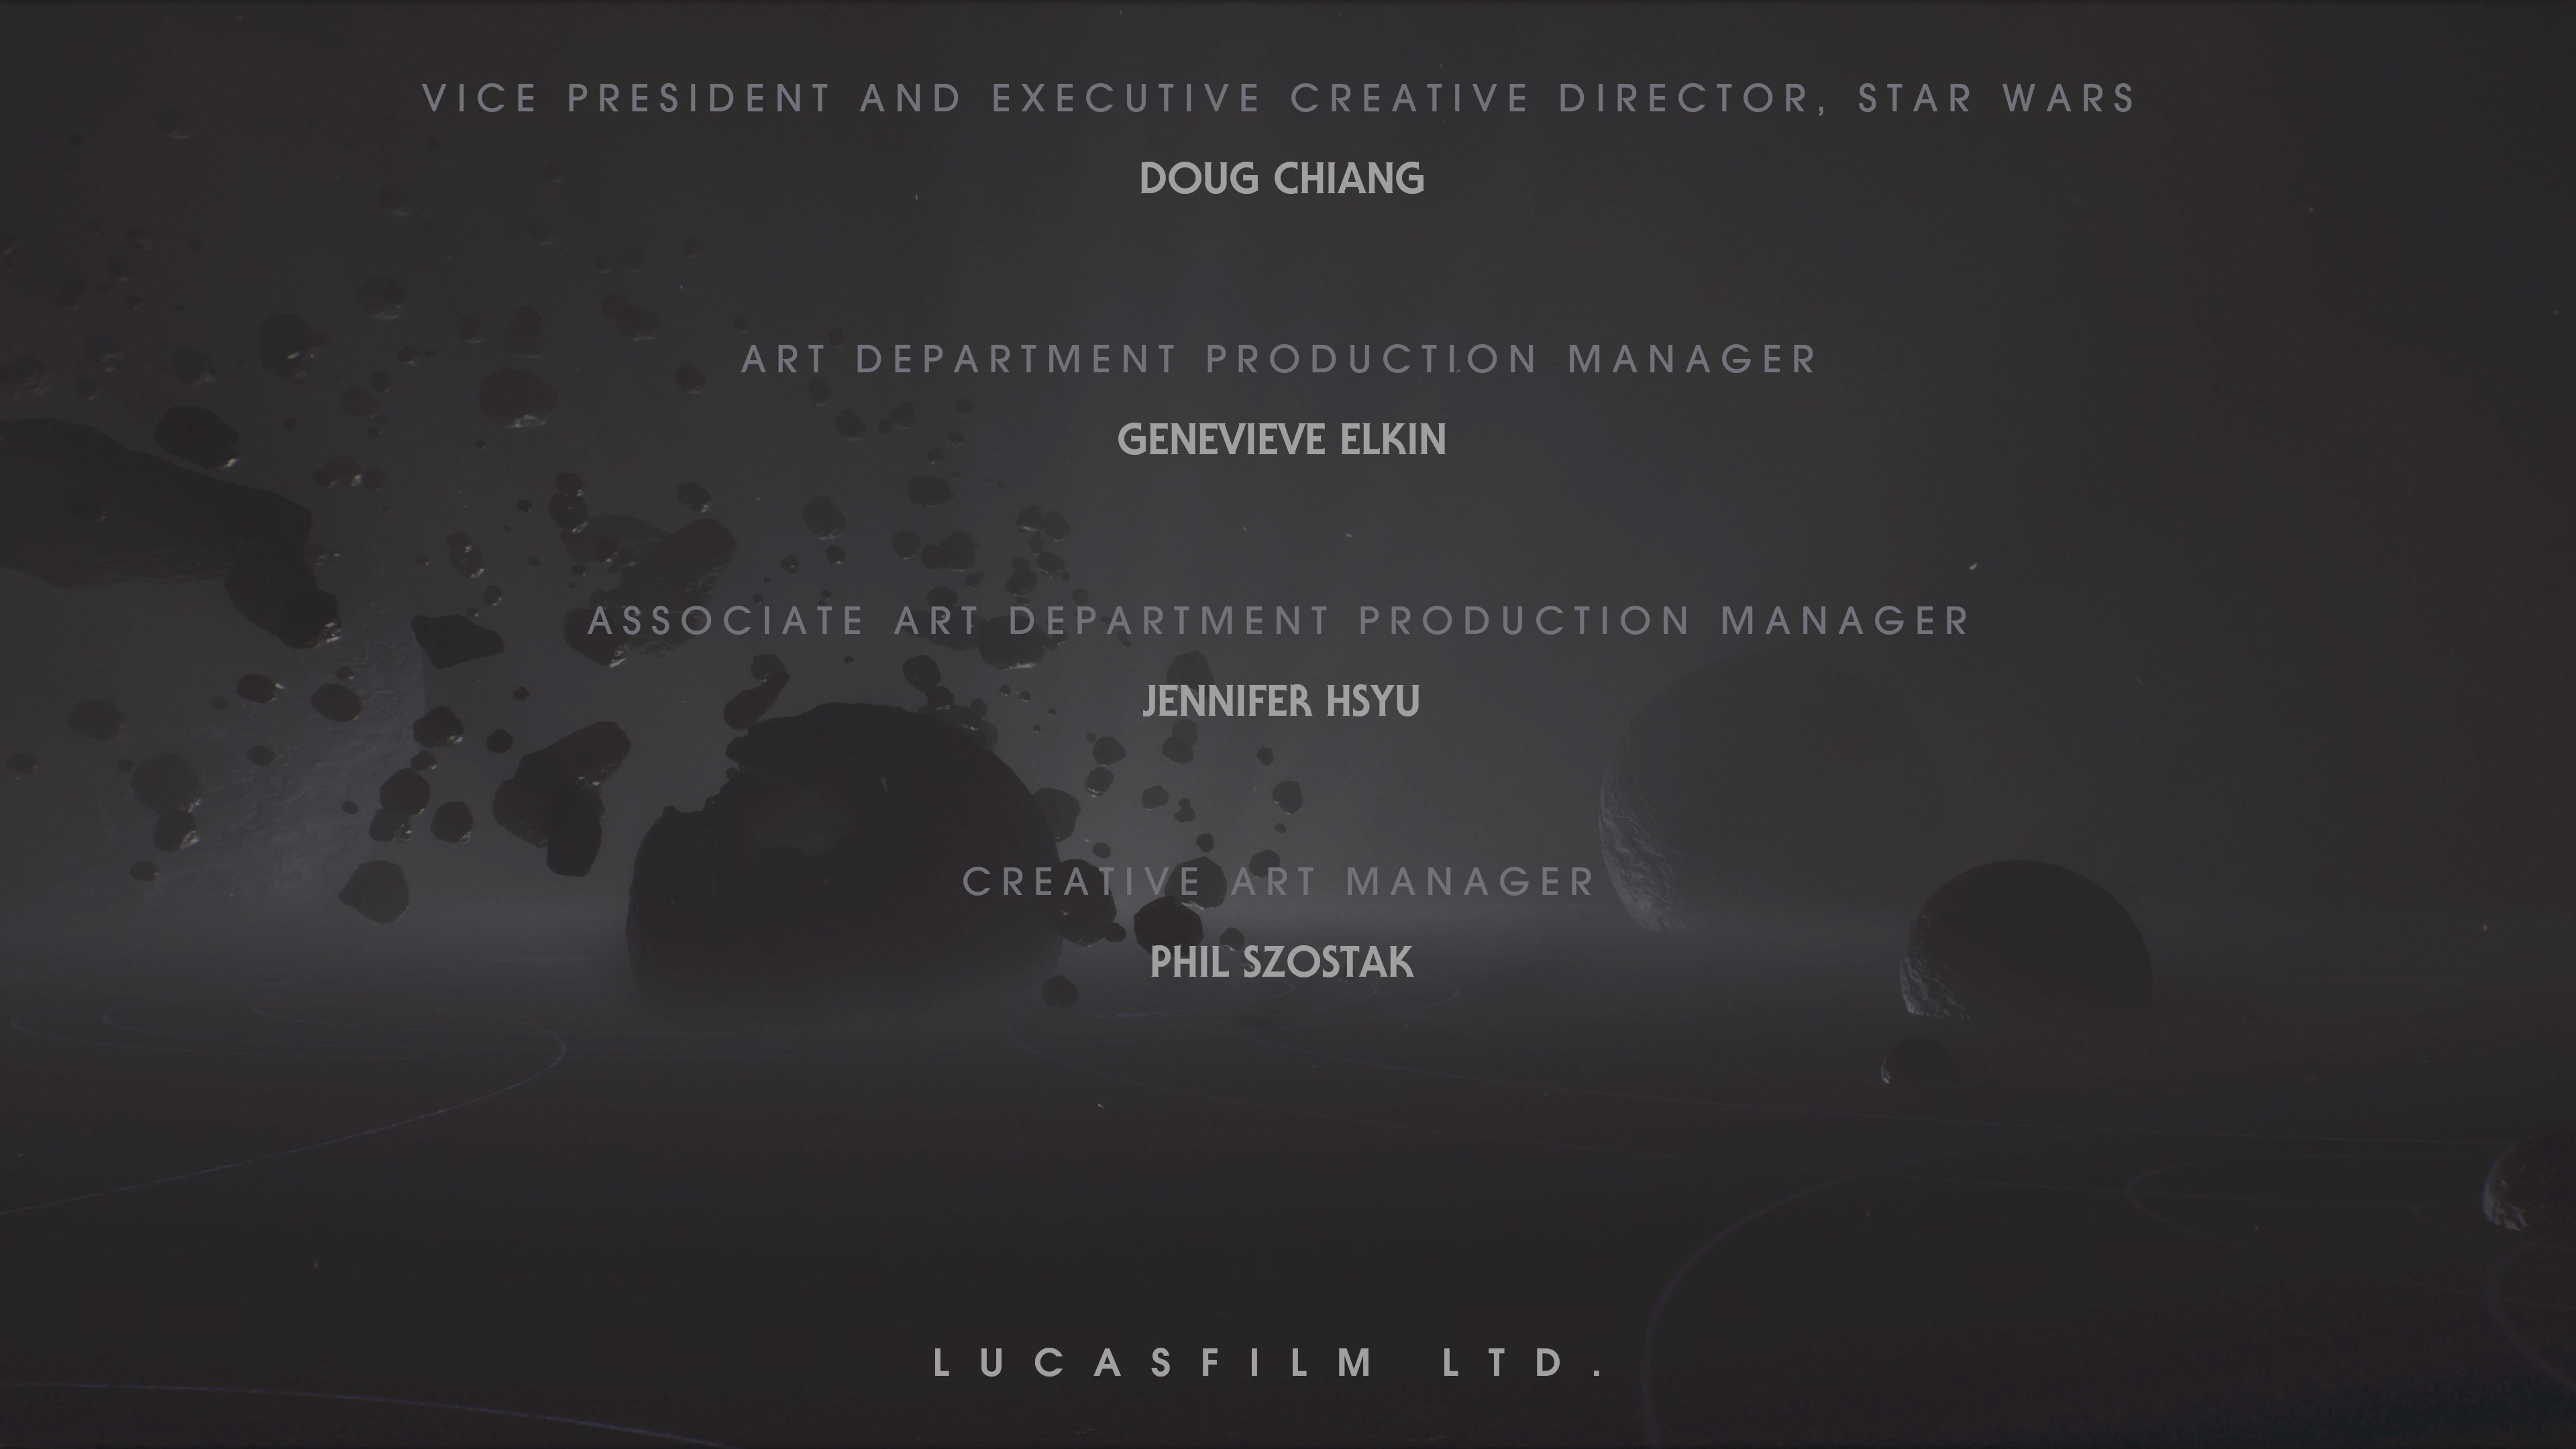 VICE PRESIDENT AND EXECUTIVE CREATIVE DIRECTOR, STAR WARS
DOUG CHIANG
ART DEPARTMENT PRODUCTION MANAGER
GENEVIEVE ELKIN
ASSOCIATE ART DEPARTMENT PRODUCTION MANAGER
JENNIFER HSYU
CREATIVE ART MANAGER
PHIL SZOSTAK
LUCASFILM LTD.